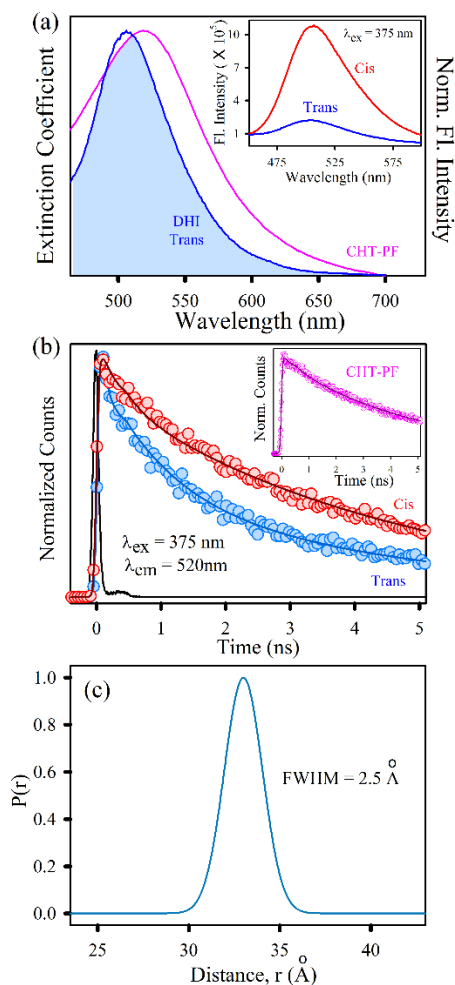 (a)
Extinction Coefficient
Norm. Fl. Intensity
Fl. Intensity ( X 10⁵)
10
7
4
1
λex = 375 nm
Cis
Trans
475 525 575
Wavelength (nm)
DHI
Trans
CHT-PF
500 550 600 650 700
Wavelength (nm)
(b)
Normalized Counts
Norm. Counts
CHT-PF
0 1 2 3 4 5
Time (ns)
Cis
λex = 375 nm
λem = 520nm
Trans
0 1 2 3 4 5
Time (ns)
(c)
P(r)
1.0
0.8
0.6
0.4
0.2
0.0
FWHM = 2.5 Å
25 30 35 40
Distance, r (Å)